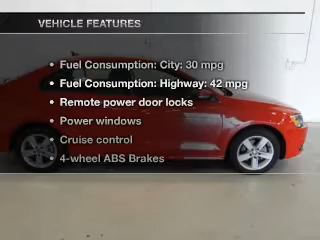 VEHICLE FEATURES
• Fuel Consumption: City: 30 mpg
• Fuel Consumption: Highway: 42 mpg
• Remote power door locks
• Power windows
• Cruise control
• 4-wheel ABS Brakes